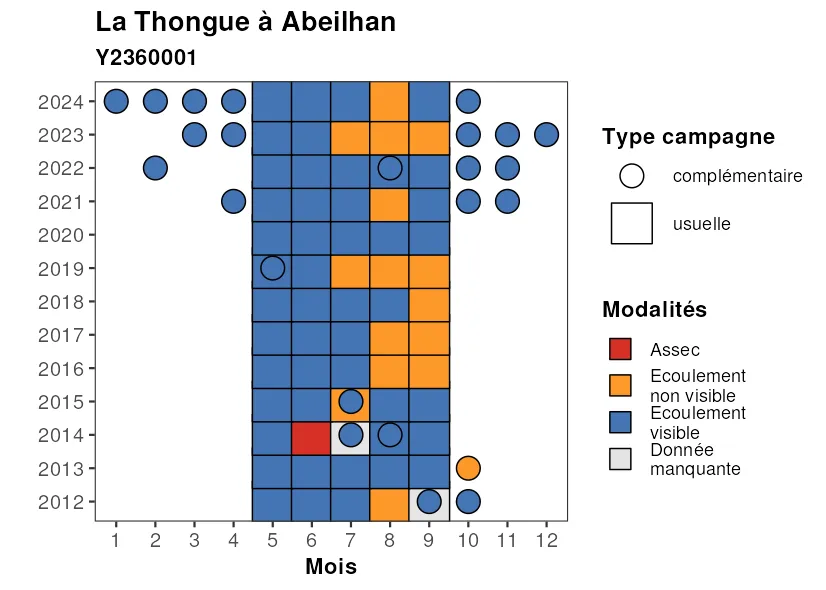 La Thongue à Abeilhan
Y2360001
2024
2023
2022
2021
2020
2019
2018
2017
2016
2015
2014
2013
2012
1 2 3 4 5 6 7 8 9 10 11 12
Mois
Type campagne
complémentaire
usuelle
Modalités
Assec
Ecoulement
non visible
Ecoulement
visible
Donnée
manquante